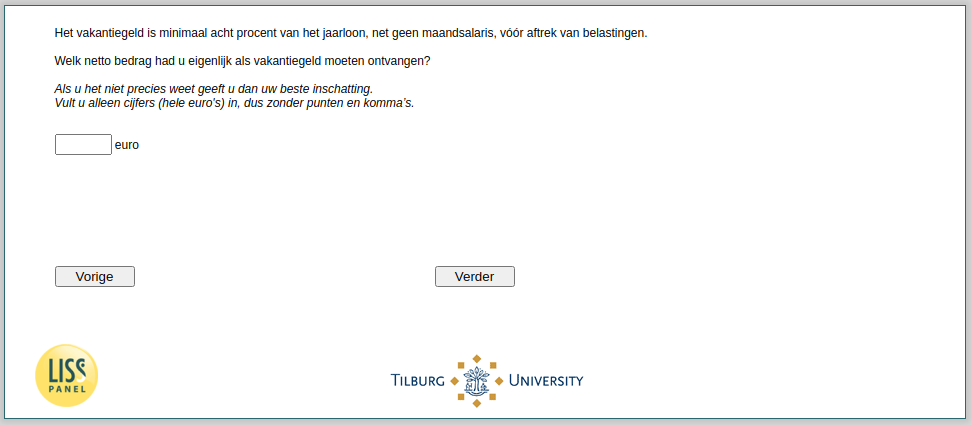 Het vakantiegeld is minimaal acht procent van het jaarloon, net geen maandsalaris, vóór aftrek van belastingen.
Welk netto bedrag had u eigenlijk als vakantiegeld moeten ontvangen?
Als u het niet precies weet geeft u dan uw beste inschatting.
Vult u alleen cijfers (hele euro's) in, dus zonder punten en komma's.
euro
Vorige
Verder
LISS
PANEL
TILBURG UNIVERSITY